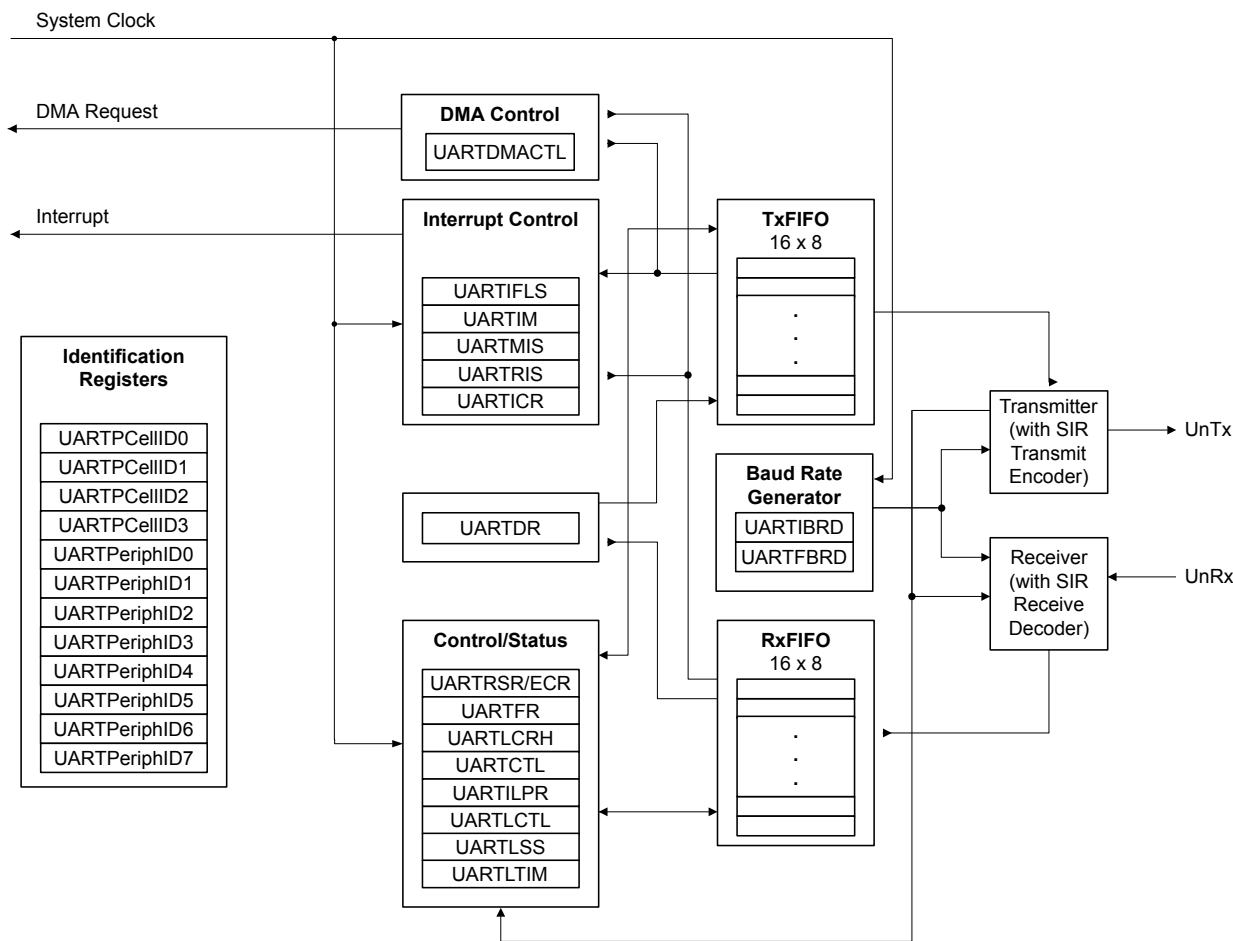 System Clock
DMA Request
DMA Control
UARTDMACTL
Interrupt
Interrupt Control
UARTIFLS
UARTIM
UARTMIS
UARTRIS
UARTICR
TxFIFO
16 x 8
.
.
.
Identification
Registers
UARTPCellID0
UARTPCellID1
UARTPCellID2
UARTPCellID3
UARTPeriphID0
UARTPeriphID1
UARTPeriphID2
UARTPeriphID3
UARTPeriphID4
UARTPeriphID5
UARTPeriphID6
UARTPeriphID7
Transmitter
(with SIR
Transmit
Encoder)
UnTx
UARTDR
Baud Rate
Generator
UARTIBRD
UARTFBRD
Receiver
(with SIR
Receive
Decoder)
UnRx
Control/Status
UARTRSR/ECR
UARTFR
UARTLCRH
UARTCTL
UARTILPR
UARTLCTL
UARTLSS
UARTLTIM
RxFIFO
16 x 8
.
.
.